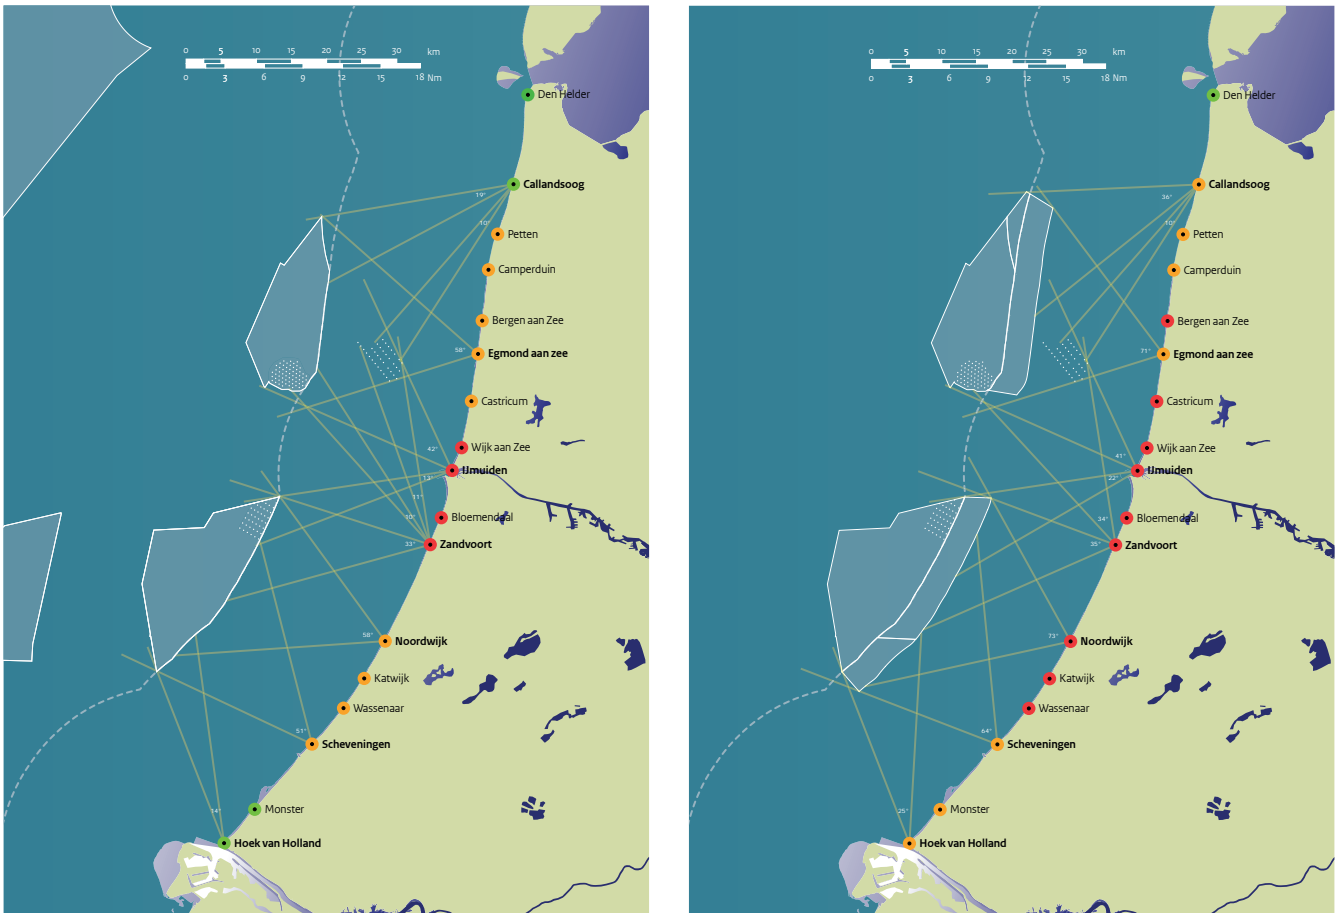 0 5 10 15 20 25 30 km
0 3 6 9 12 15 18 Nm
Den Helder
Callandsoog
19°
10°
Petten
Camperduin
Bergen aan Zee
58°
Egmond aan zee
Castricum
42°
Wijk aan Zee
IJmuiden
13°
11°
10°
Bloemendaal
33°
Zandvoort
58°
Noordwijk
Katwijk
Wassenaar
51°
Scheveningen
14°
Monster
Hoek van Holland
0 5 10 15 20 25 30 km
0 3 6 9 12 15 18 Nm
Den Helder
Callandsoog
36°
10°
Petten
Camperduin
Bergen aan Zee
71°
Egmond aan zee
Castricum
Wijk aan Zee
41°
IJmuiden
22°
34°
Bloemendaal
35°
Zandvoort
73°
Noordwijk
Katwijk
Wassenaar
64°
Scheveningen
25°
Monster
Hoek van Holland